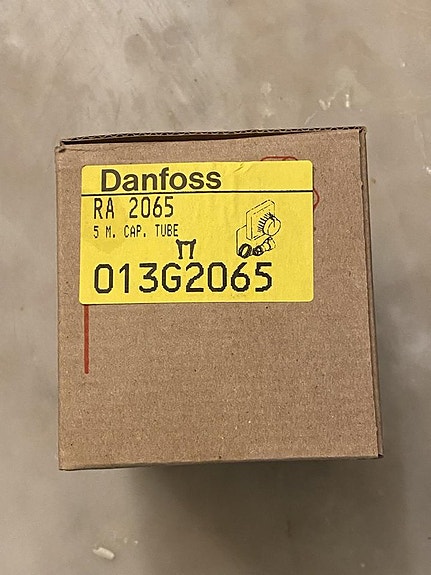 Danfoss
RA 2065
5 M. CAP. TUBE
013G2065